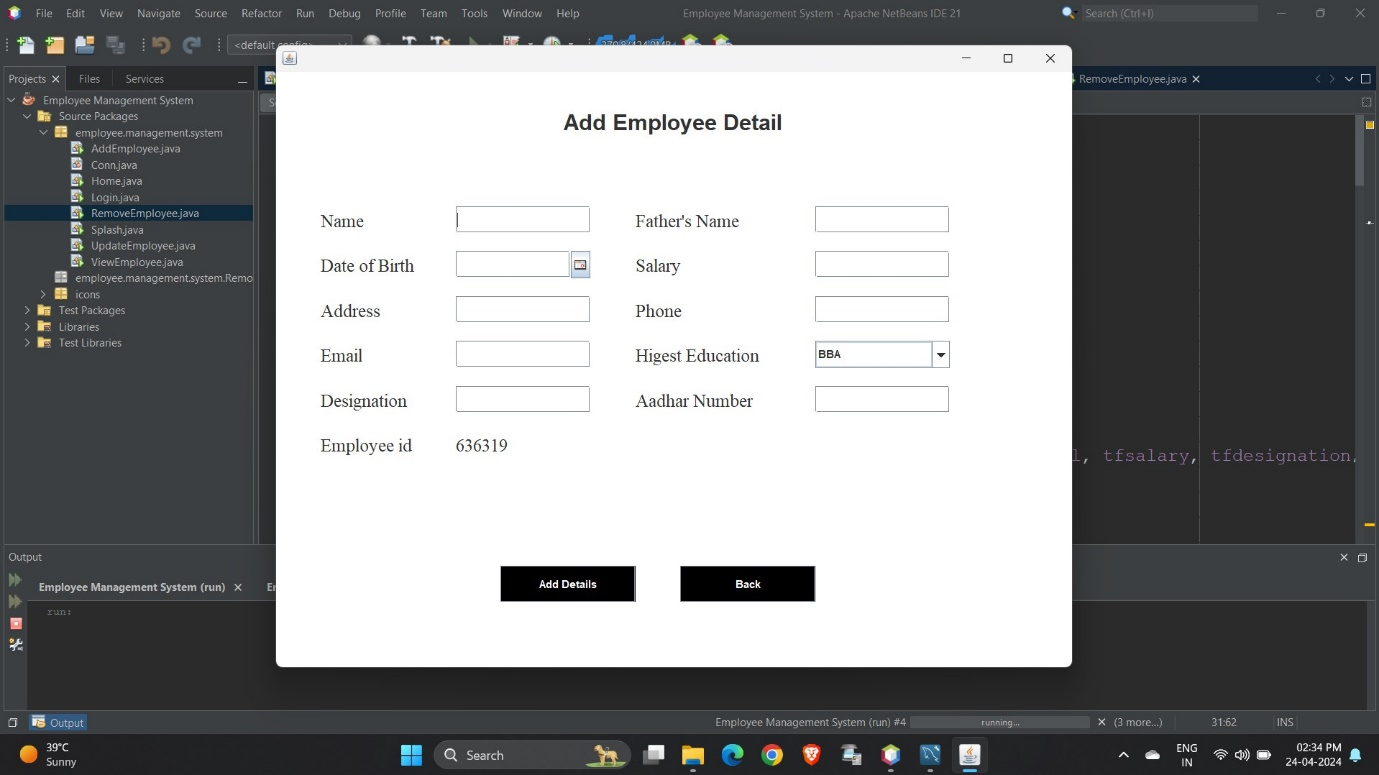 File Edit View Navigate Source Refactor Run Debug Profile Team Tools Window Help
Employee Management System - Apache NetBeans IDE 21
Search (Ctrl+I)
Projects Files Services
RemoveEmployee.java
Employee Management System
Source Packages
employee.management.system
AddEmployee.java
Conn.java
Home.java
Login.java
RemoveEmployee.java
Splash.java
UpdateEmployee.java
ViewEmployee.java
employee.management.system.Remo
icons
Test Packages
Libraries
Test Libraries
Add Employee Detail
Name Father's Name
Date of Birth Salary
Address Phone
Email Higest Education BBA
Designation Aadhar Number
Employee id 636319
Add Details Back
l, tfsalary, tfdesignation,
Output
Employee Management System (run)
run:
Output
Employee Management System (run) #4 running... (3 more...) 31:62 INS
39°C
Sunny
Search
ENG
IN
02:34 PM
24-04-2024